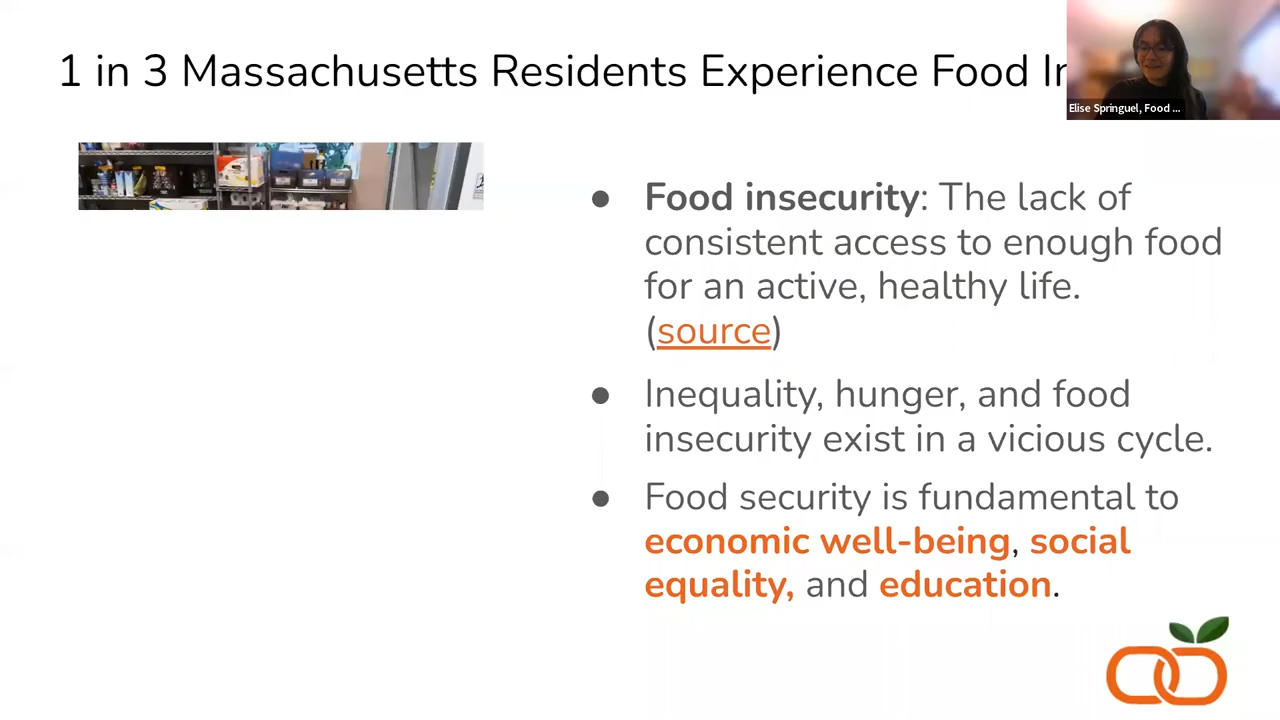 1 in 3 Massachusetts Residents Experience Food In
Elise Springuel, Food ...
● Food insecurity: The lack of
consistent access to enough food
for an active, healthy life.
(source)
● Inequality, hunger, and food
insecurity exist in a vicious cycle.
● Food security is fundamental to
economic well-being, social
equality, and education.